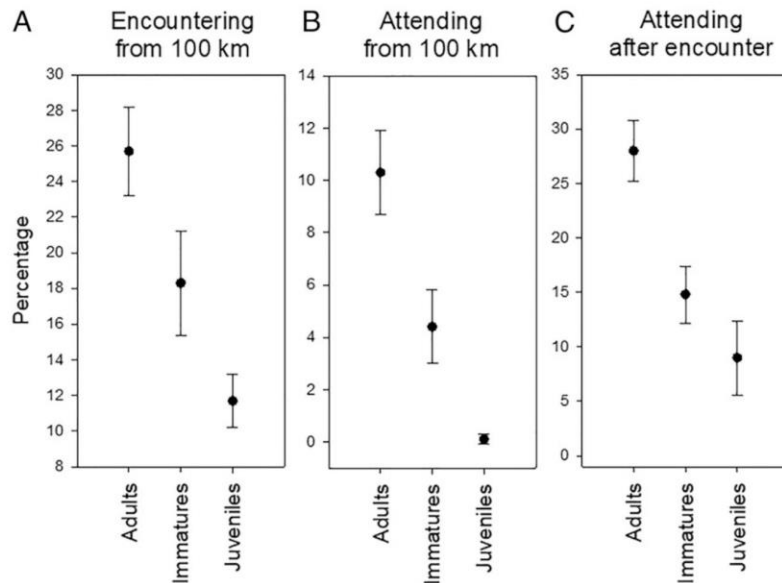 A
Encountering
from 100 km
B
Attending
from 100 km
C
Attending
after encounter
Percentage
30
28
26
24
22
20
18
16
14
12
10
8
Adults
Immatures
Juveniles
14
12
10
8
6
4
2
0
Adults
Immatures
Juveniles
35
30
25
20
15
10
5
0
Adults
Immatures
Juveniles